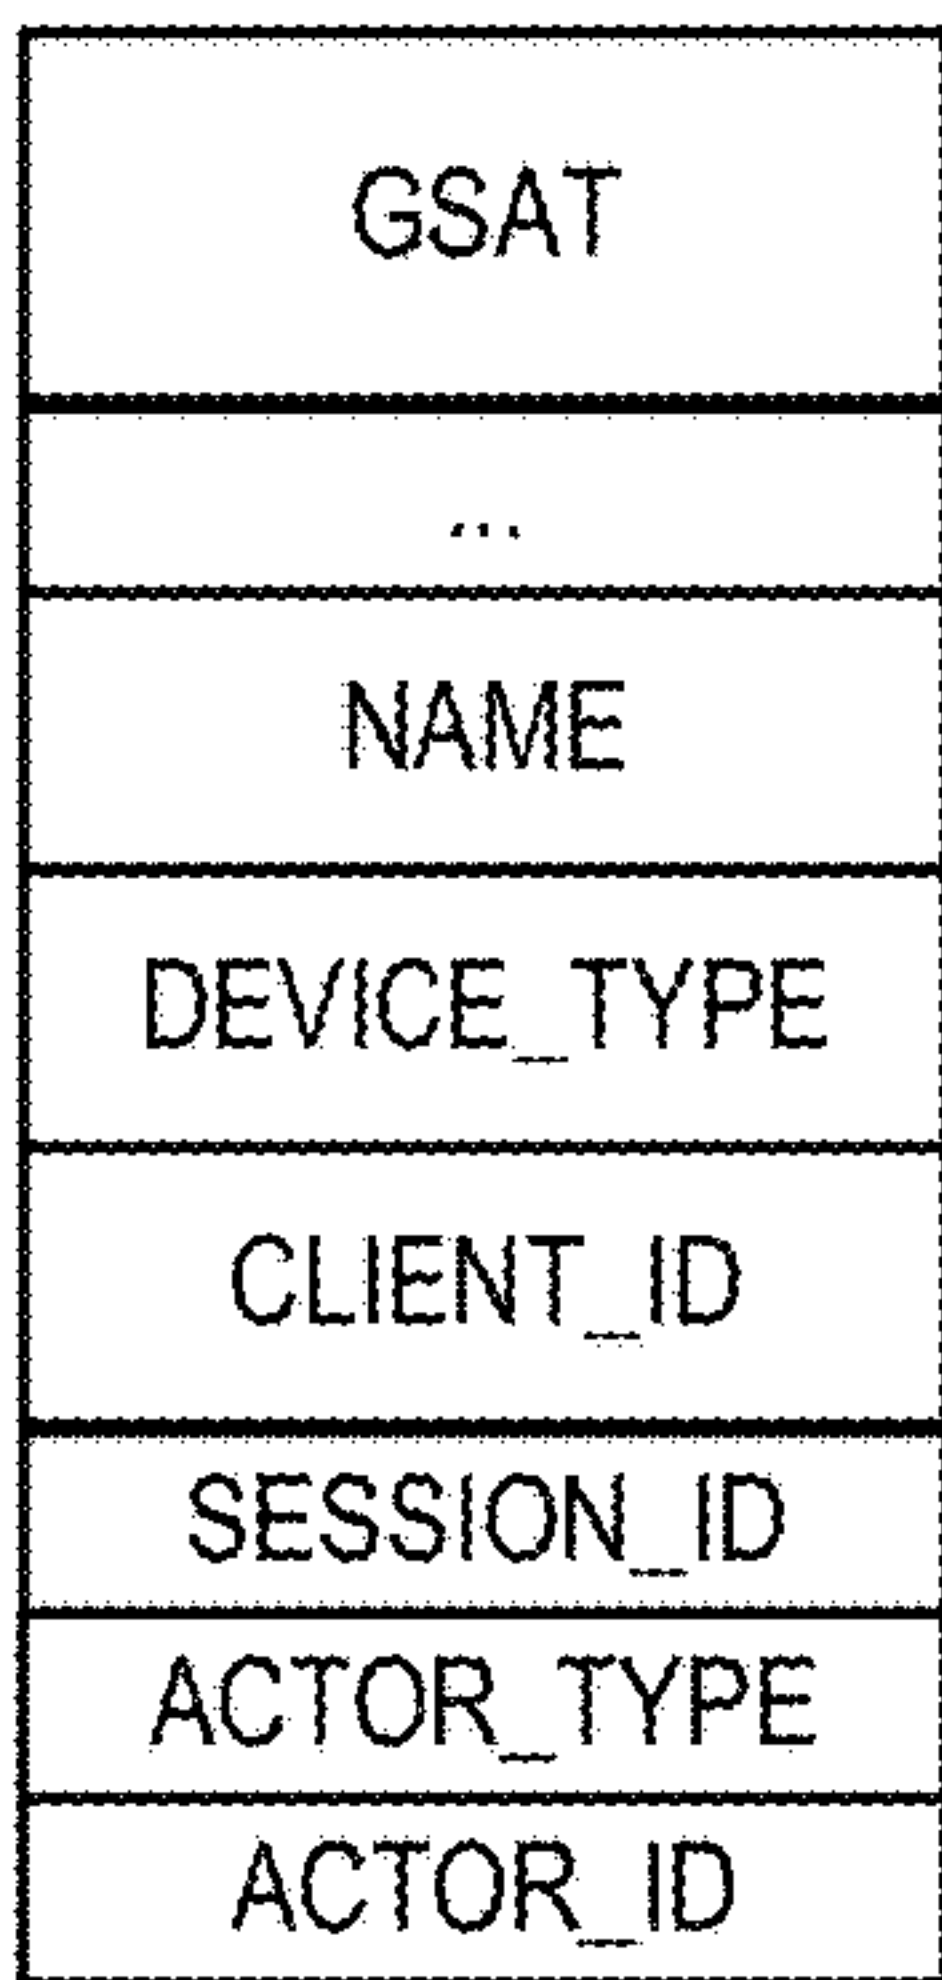 GSAT
...
NAME
DEVICE_TYPE
CLIENT_ID
SESSION_ID
ACTOR_TYPE
ACTOR_ID